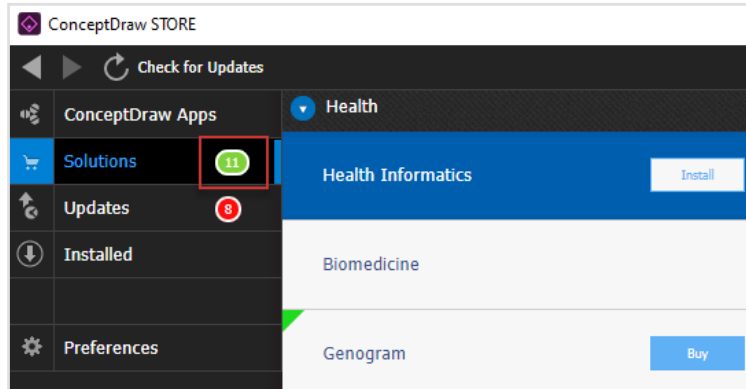 ConceptDraw STORE
Check for Updates
ConceptDraw Apps
Solutions 11
Updates 8
Installed
Preferences
Health
Health Informatics Install
Biomedicine
Genogram Buy